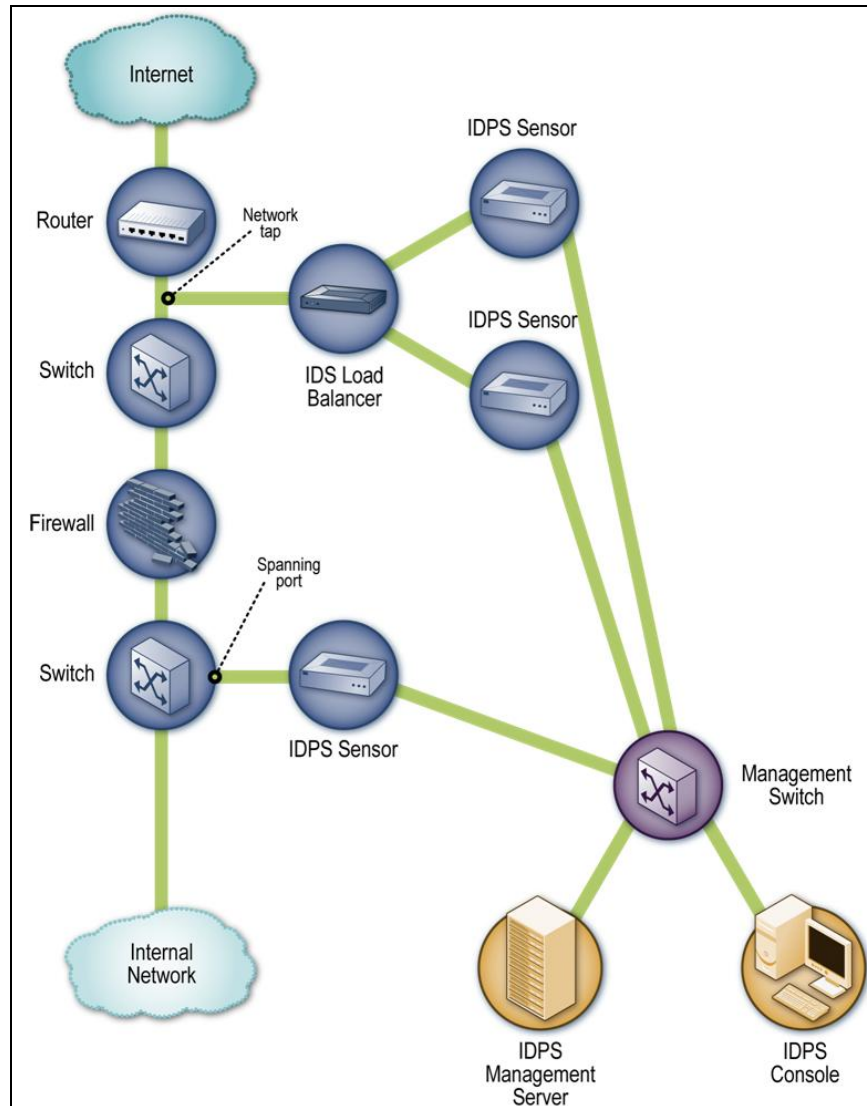 Internet
IDPS Sensor
Router
Network
tap
IDPS Sensor
Switch
IDS Load
Balancer
Firewall
Spanning
port
Switch
IDPS Sensor
Management
Switch
Internal
Network
IDPS
Management
Server
IDPS
Console